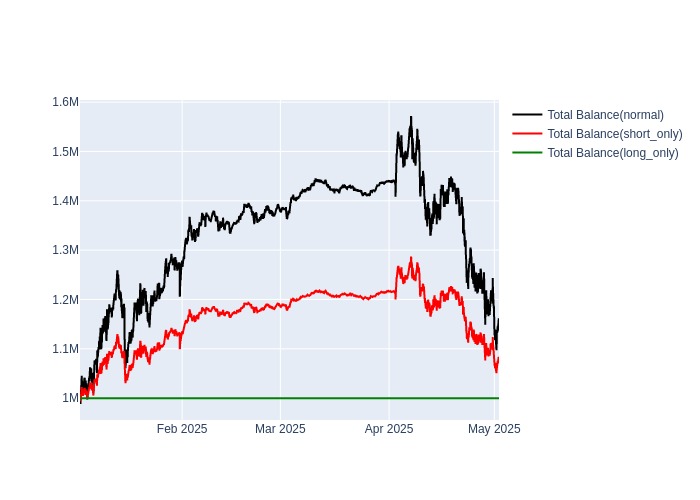 1.6M
1.5M
1.4M
1.3M
1.2M
1.1M
1M
Feb 2025
Mar 2025
Apr 2025
May 2025
Total Balance(normal)
Total Balance(short_only)
Total Balance(long_only)